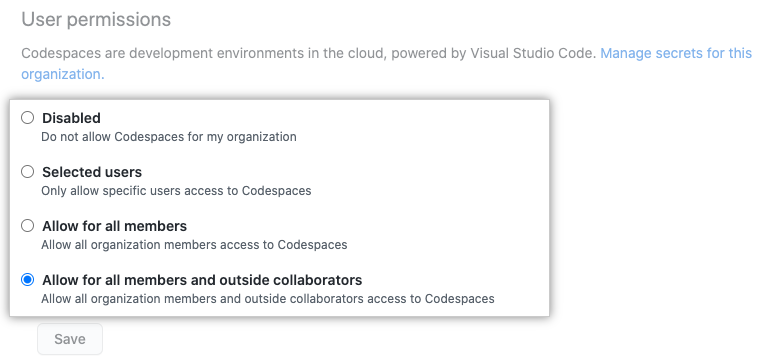 User permissions
Codespaces are development environments in the cloud, powered by Visual Studio Code. Manage secrets for this
organization.
Disabled
Do not allow Codespaces for my organization
Selected users
Only allow specific users access to Codespaces
Allow for all members
Allow all organization members access to Codespaces
Allow for all members and outside collaborators
Allow all organization members and outside collaborators access to Codespaces
Save